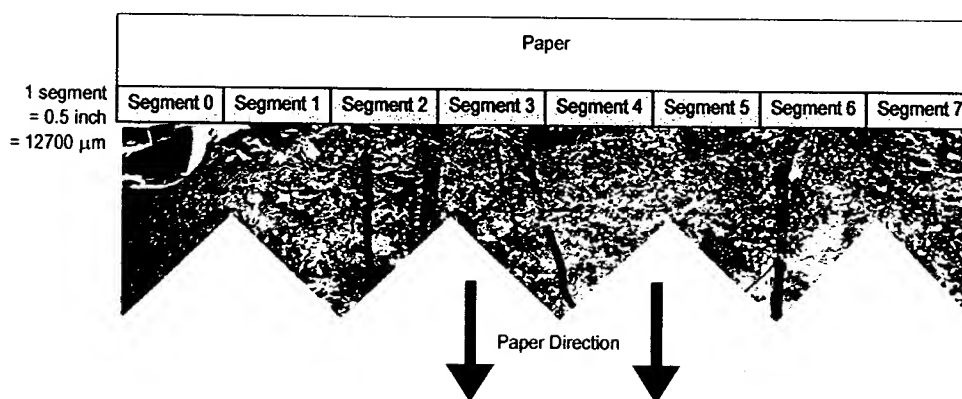 Paper
1 segment
= 0.5 inch
= 12700 μm
Segment 0 Segment 1 Segment 2 Segment 3 Segment 4 Segment 5 Segment 6 Segment 7
Paper Direction